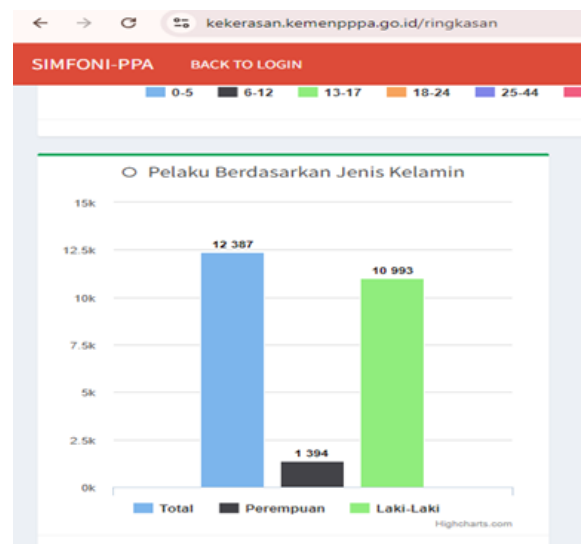 kekerasan.kemenpppa.go.id/ringkasan
SIMFONI-PPA BACK TO LOGIN
0-5 6-12 13-17 18-24 25-44
Pelaku Berdasarkan Jenis Kelamin
15k
12.5k
10k
7.5k
5k
2.5k
0k
12 387
1 394
10 993
Total Perempuan Laki-Laki
Highcharts.com